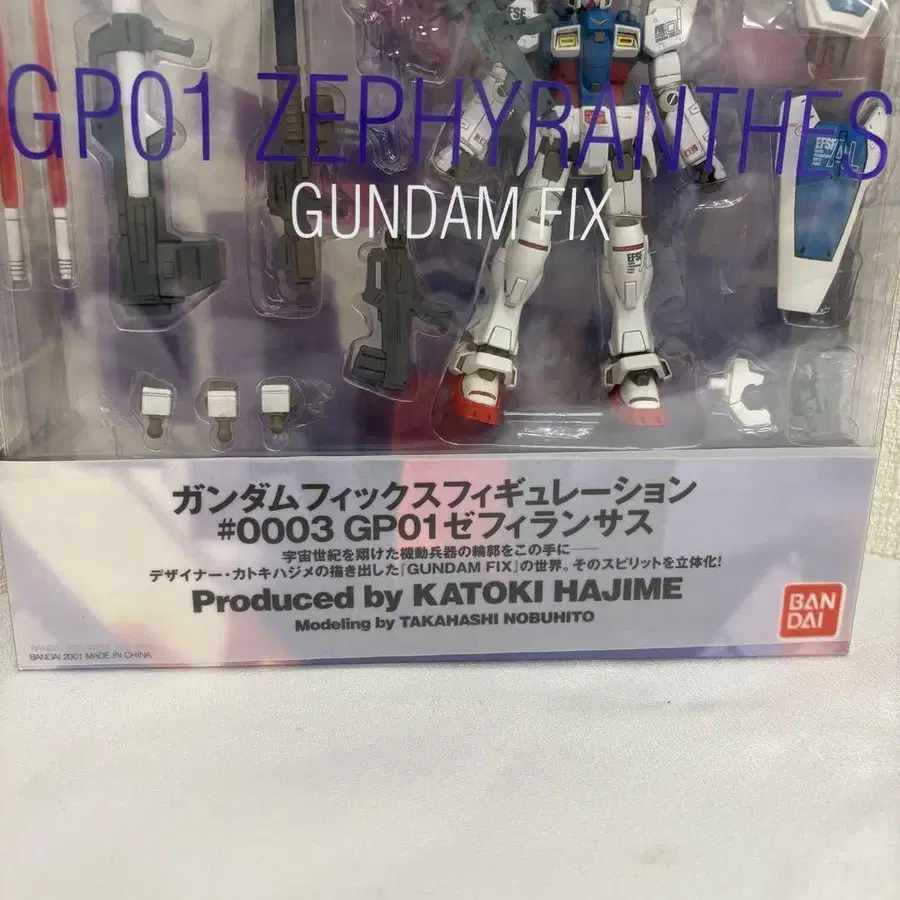 GP01 ZEPHYRANTHES
GUNDAM FIX
EFSF
AL
EFSF
ガンダムフィックスフィギュレーション
#0003 GP01ゼフィランサス
宇宙世紀を翔けた機動兵器の輪郭をこの手に——
デザイナー・カトキハジメの描き出した『GUNDAM FIX』の世界。そのスピリットを立体化!
Produced by KATOKI HAJIME
Modeling by TAKAHASHI NOBUHITO
BAN
DAI
BANDAI 2001 MADE IN CHINA